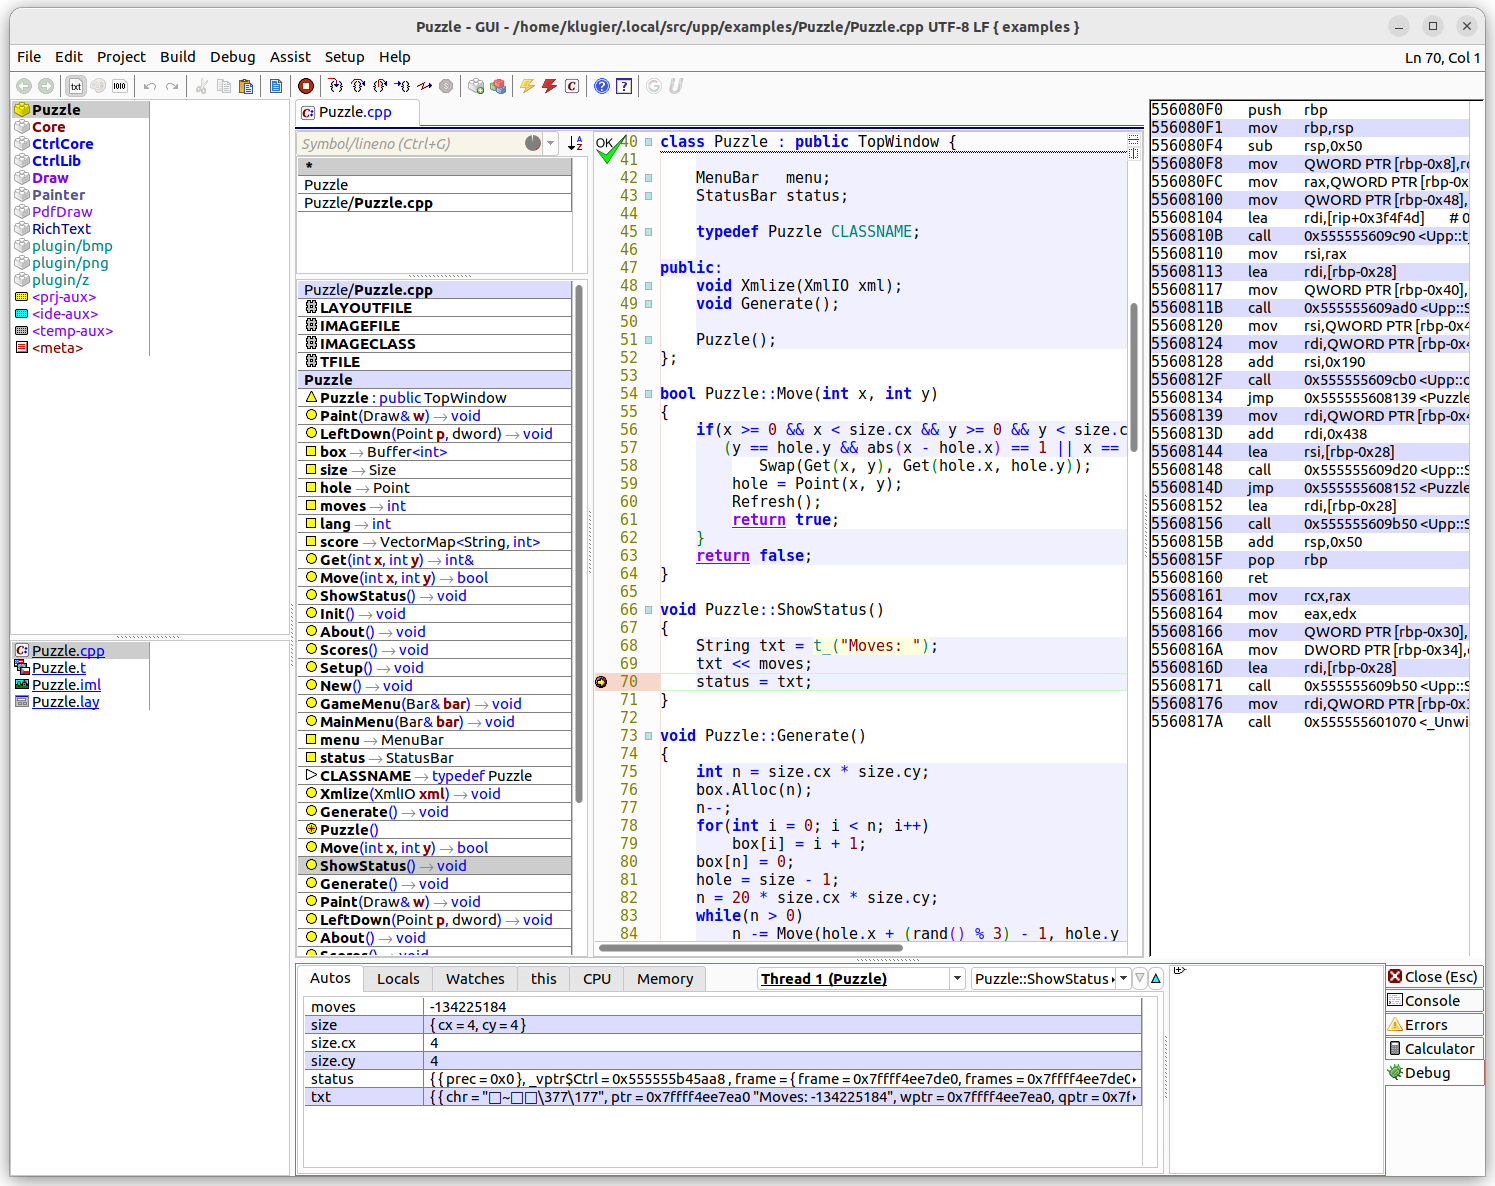 Puzzle - GUI - /home/klugier/.local/src/upp/examples/Puzzle/Puzzle.cpp UTF-8 LF { examples }
File Edit Project Build Debug Assist Setup Help
Ln 70, Col 1
txt
Puzzle
Core
CtrlCore
CtrlLib
Draw
Painter
PdfDraw
RichText
plugin/bmp
plugin/png
plugin/z
<prj-aux>
<ide-aux>
<temp-aux>
<meta>
Puzzle.cpp
Puzzle.t
Puzzle.iml
Puzzle.lay
Puzzle.cpp
Symbol/lineno (Ctrl+G)
*
Puzzle
Puzzle/Puzzle.cpp
Puzzle/Puzzle.cpp
LAYOUTFILE
IMAGEFILE
IMAGECLASS
TFILE
Puzzle
Puzzle : public TopWindow
Paint(Draw& w) → void
LeftDown(Point p, dword) → void
box → Buffer<int>
size → Size
hole → Point
moves → int
lang → int
score → VectorMap<String, int>
Get(int x, int y) → int&
Move(int x, int y) → bool
ShowStatus() → void
Init() → void
About() → void
Scores() → void
Setup() → void
New() → void
GameMenu(Bar& bar) → void
MainMenu(Bar& bar) → void
menu → MenuBar
status → StatusBar
CLASSNAME → typedef Puzzle
Xmlize(XmlIO xml) → void
Generate() → void
Puzzle()
Move(int x, int y) → bool
ShowStatus() → void
Generate() → void
Paint(Draw& w) → void
LeftDown(Point p, dword) → void
About() → void
Scores() → void
OK
40 class Puzzle : public TopWindow {
41
42 MenuBar menu;
43 StatusBar status;
44
45 typedef Puzzle CLASSNAME;
46
47 public:
48 void Xmlize(XmlIO xml);
49 void Generate();
50
51 Puzzle();
52 };
53
54 bool Puzzle::Move(int x, int y)
55 {
56 if(x >= 0 && x < size.cx && y >= 0 && y < size.c
57 (y == hole.y && abs(x - hole.x) == 1 || x ==
58 Swap(Get(x, y), Get(hole.x, hole.y));
59 hole = Point(x, y);
60 Refresh();
61 return true;
62 }
63 return false;
64 }
65
66 void Puzzle::ShowStatus()
67 {
68 String txt = t_("Moves: ");
69 txt << moves;
70 status = txt;
71 }
72
73 void Puzzle::Generate()
74 {
75 int n = size.cx * size.cy;
76 box.Alloc(n);
77 n--;
78 for(int i = 0; i < n; i++)
79 box[i] = i + 1;
80 box[n] = 0;
81 hole = size - 1;
82 n = 20 * size.cx * size.cy;
83 while(n > 0)
84 n -= Move(hole.x + (rand() % 3) - 1, hole.y
556080F0 push rbp
556080F1 mov rbp,rsp
556080F4 sub rsp,0x50
556080F8 mov QWORD PTR [rbp-0x8],r
556080FC mov rax,QWORD PTR [rbp-0x
55608100 mov QWORD PTR [rbp-0x48],
55608104 lea rdi,[rip+0x3f4f4d] # 0
5560810B call 0x555555609c90 <Upp::t_
55608110 mov rsi,rax
55608113 lea rdi,[rbp-0x28]
55608117 mov QWORD PTR [rbp-0x40],
5560811B call 0x555555609ad0 <Upp::S
55608120 mov rsi,QWORD PTR [rbp-0x4
55608124 mov rdi,QWORD PTR [rbp-0x4
55608128 add rsi,0x190
5560812F call 0x555555609cb0 <Upp::o
55608134 jmp 0x555555608139 <Puzzle
55608139 mov rdi,QWORD PTR [rbp-0x4
5560813D add rdi,0x438
55608144 lea rsi,[rbp-0x28]
55608148 call 0x555555609d20 <Upp::S
5560814D jmp 0x555555608152 <Puzzle
55608152 lea rdi,[rbp-0x28]
55608156 call 0x555555609b50 <Upp::S
5560815B add rsp,0x50
5560815F pop rbp
55608160 ret
55608161 mov rcx,rax
55608164 mov eax,edx
55608166 mov QWORD PTR [rbp-0x30],
5560816A mov DWORD PTR [rbp-0x34],
5560816D lea rdi,[rbp-0x28]
55608171 call 0x555555609b50 <Upp::S
55608176 mov rdi,QWORD PTR [rbp-0x
5560817A call 0x555555601070 <_Unwi
Autos Locals Watches this CPU Memory Thread 1 (Puzzle) Puzzle::ShowStatus
moves -134225184
size { cx = 4, cy = 4 }
size.cx 4
size.cy 4
status { { prec = 0x0 }, _vptr$Ctrl = 0x555555b45aa8 , frame = { frame = 0x7ffff4ee7de0, frames = 0x7ffff4ee7de0
txt { { chr = "□~□□\377\177", ptr = 0x7ffff4ee7ea0 "Moves: -134225184", wptr = 0x7ffff4ee7ea0, qptr = 0x7f
Close (Esc)
Console
Errors
Calculator
Debug